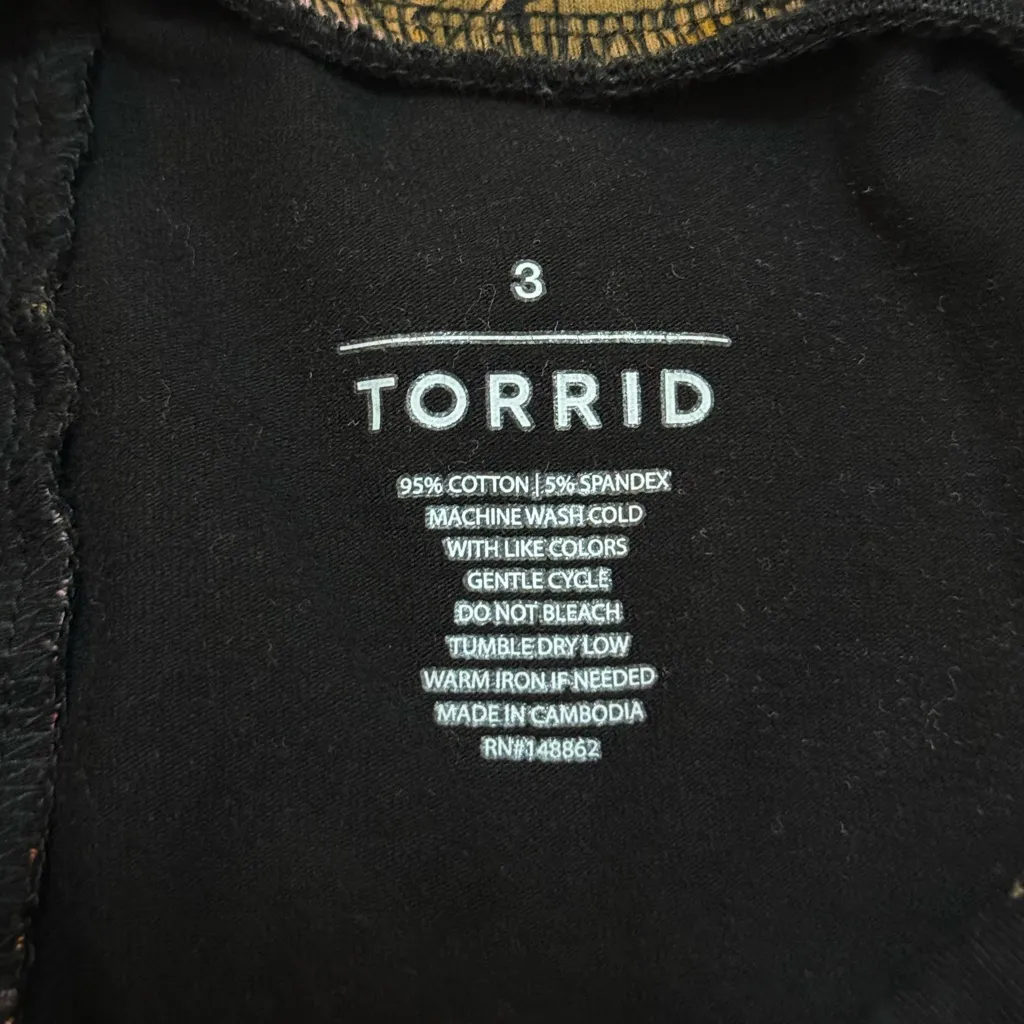 3
TORRID
95% COTTON | 5% SPANDEX
MACHINE WASH COLD
WITH LIKE COLORS
GENTLE CYCLE
DO NOT BLEACH
TUMBLE DRY LOW
WARM IRON IF NEEDED
MADE IN CAMBODIA
RN#148862